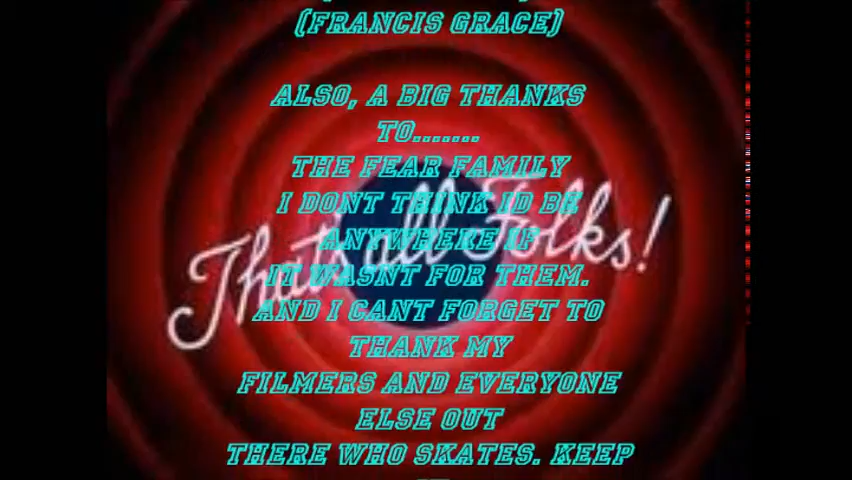 (FRANCIS GRACE)
ALSO, A BIG THANKS
TO.......
THE FEAR FAMILY
I DONT THINK ID BE
ANYWHERE IF
IT WASNT FOR THEM.
AND I CANT FORGET TO
THANK MY
FILMERS AND EVERYONE
ELSE OUT
THERE WHO SKATES. KEEP
That's all Folks!